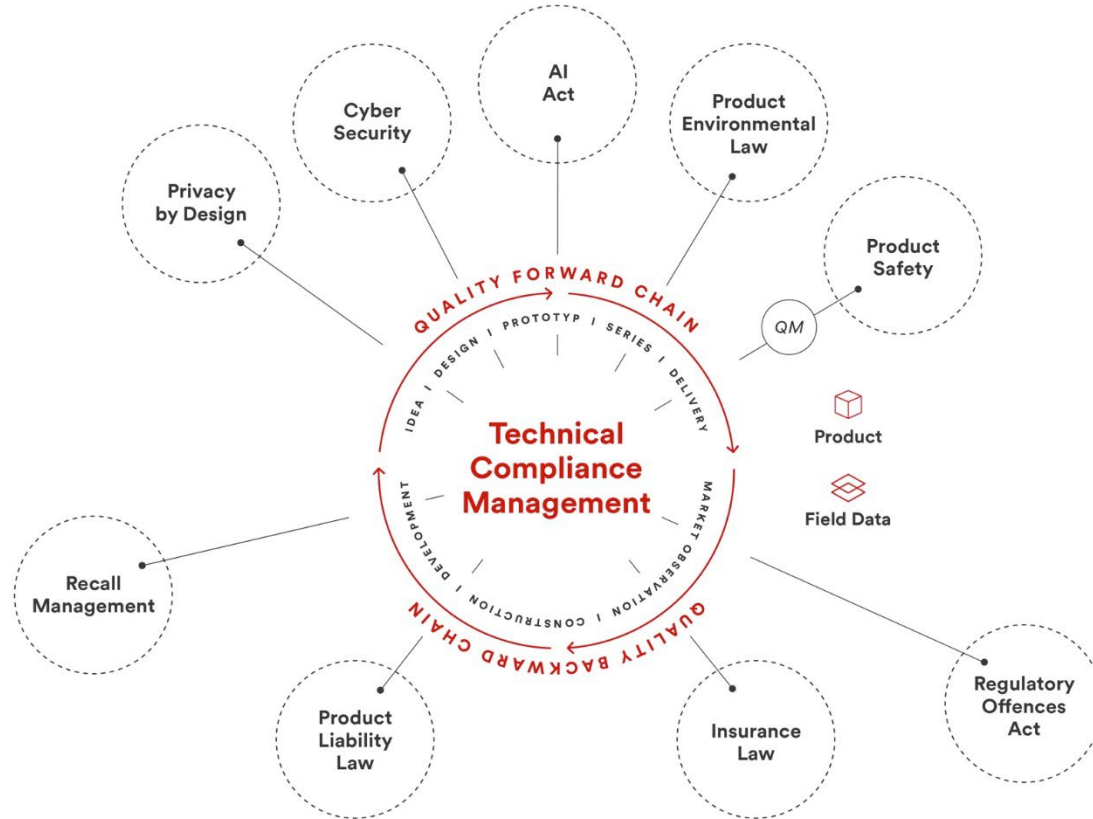 AI
Act
Cyber
Security
Product
Environmental
Law
Privacy
by Design
Product
Safety
QM
QUALITY FORWARD CHAIN
IDEA I DESIGN I PROTOTYP I SERIES I DELIVERY
Technical
Compliance
Management
Product
Field Data
MARKET OBSERVATION I CONSTRUCTION I DEVELOPMENT
QUALITY BACKWARD CHAIN
Recall
Management
Product
Liability
Law
Insurance
Law
Regulatory
Offences
Act